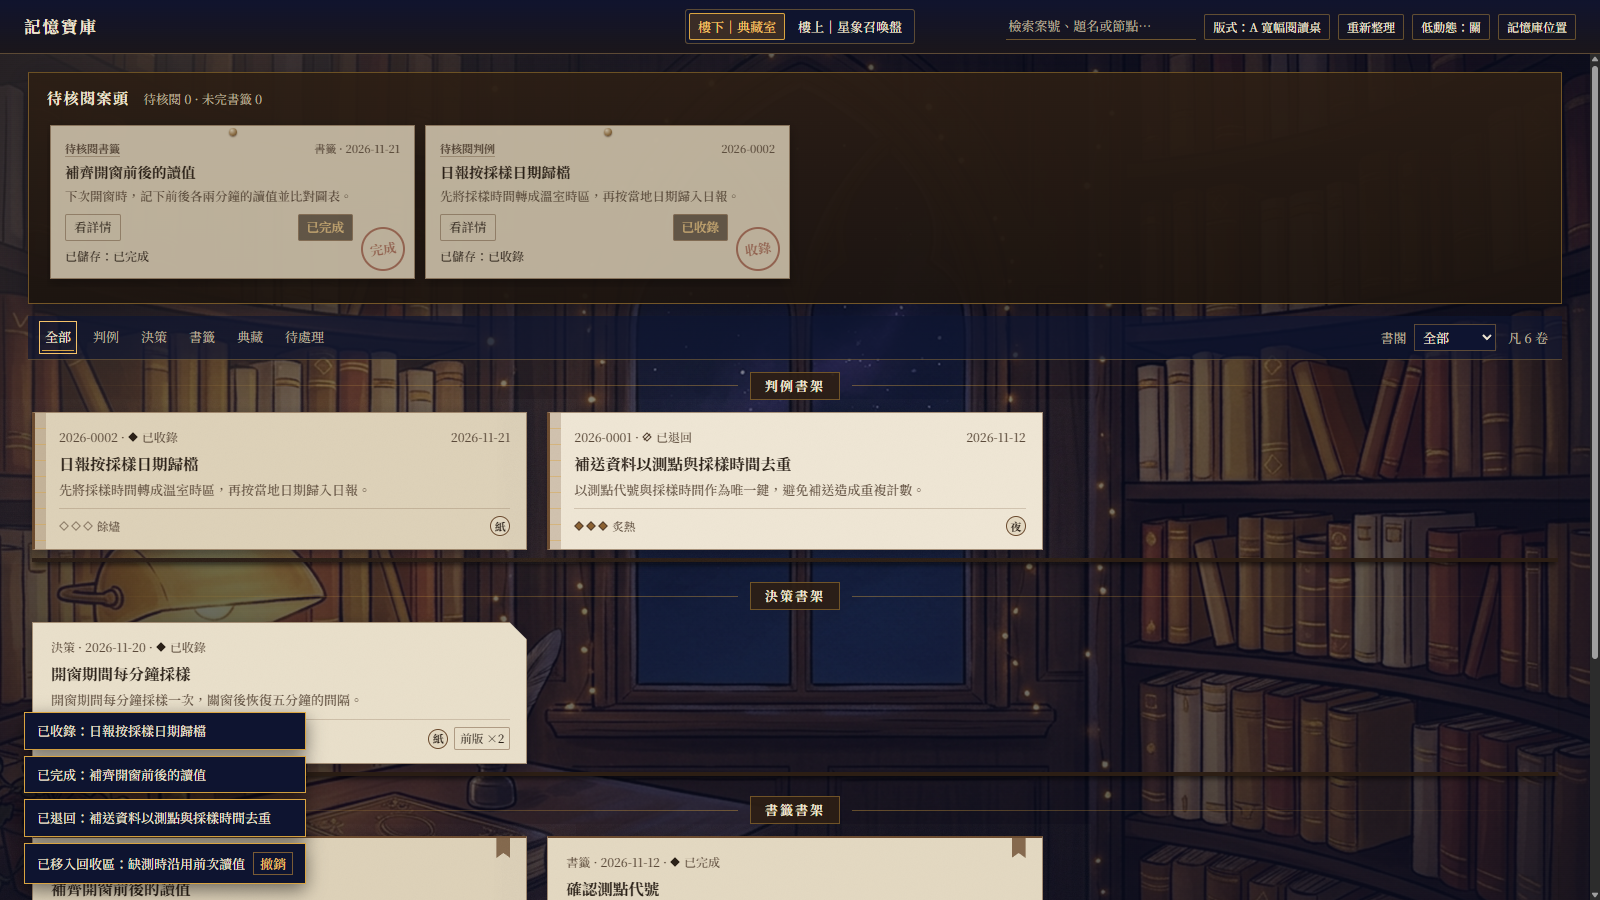 記憶寶庫
樓下｜典藏室
樓上｜星象召喚盤
檢索案號、題名或節點…
版式：A 寬幅閱讀桌
重新整理
低動態：關
記憶庫位置
待核閱案頭
待核閱 0 · 未完書籤 0
待核閱書籤
書籤 · 2026-11-21
補齊開窗前後的讀值
下次開窗時，記下前後各兩分鐘的讀值並比對圖表。
看詳情
已完成
完成
已儲存：已完成
待核閱判例
2026-0002
日報按採樣日期歸檔
先將採樣時間轉成溫室時區，再按當地日期歸入日報。
看詳情
已收錄
收錄
已儲存：已收錄
全部
判例
決策
書籤
典藏
待處理
書閣
全部
凡 6 卷
判例書架
2026-0002 · ◆ 已收錄
2026-11-21
日報按採樣日期歸檔
先將採樣時間轉成溫室時區，再按當地日期歸入日報。
◇◇◇ 餘燼
紙
2026-0001 · 已退回
2026-11-12
補送資料以測點與採樣時間去重
以測點代號與採樣時間作為唯一鍵，避免補送造成重複計數。
◆◆◆ 炙熱
夜
決策書架
決策 · 2026-11-20 · ◆ 已收錄
開窗期間每分鐘採樣
開窗期間每分鐘採樣一次，關窗後恢復五分鐘的間隔。
紙
前版 ×2
書籤書架
補齊開窗前後的讀值
書籤 · 2026-11-12 · ◆ 已完成
確認測點代號
已收錄：日報按採樣日期歸檔
已完成：補齊開窗前後的讀值
已退回：補送資料以測點與採樣時間去重
已移入回收區：缺測時沿用前次讀值
撤銷